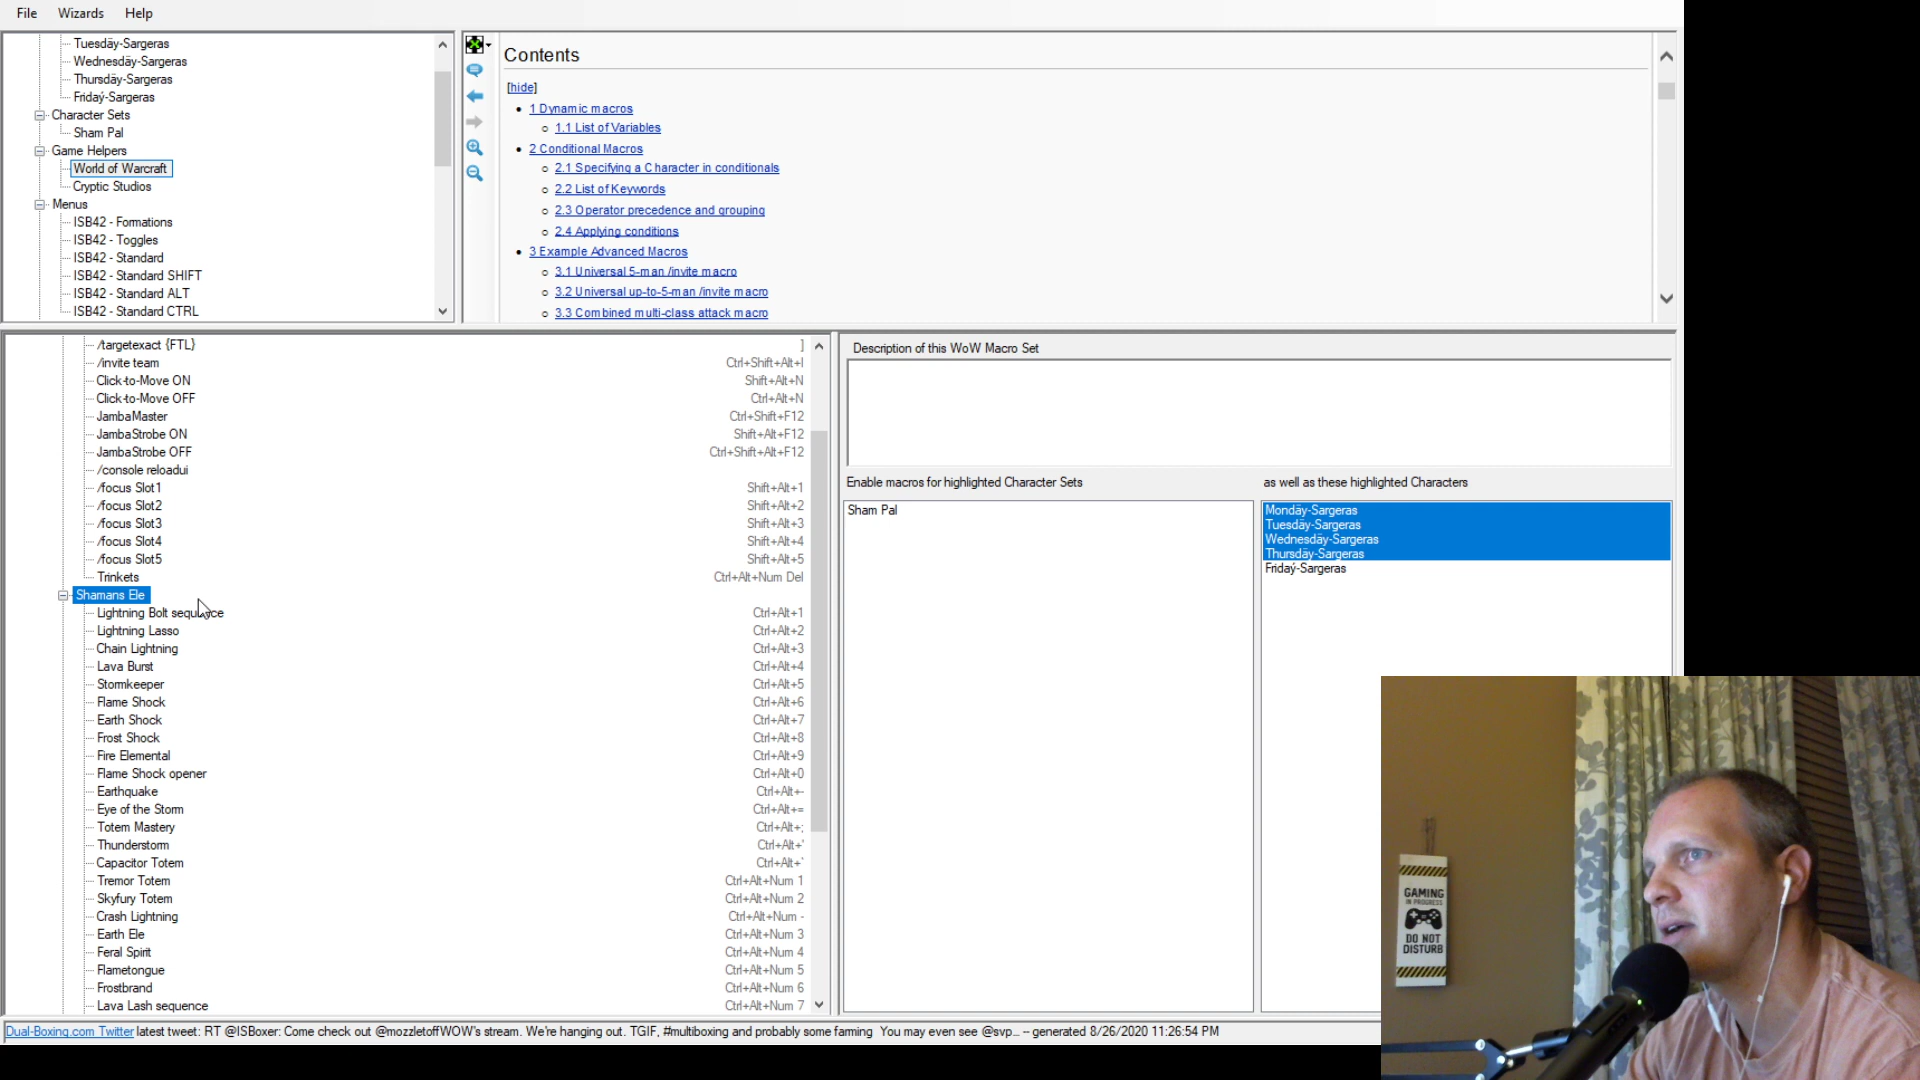 File Wizards Help
Tuesdäy-Sargeras
Wednesdäy-Sargeras
Thursdäy-Sargeras
Fridaý-Sargeras
Character Sets
Sham Pal
Game Helpers
World of Warcraft
Cryptic Studios
Menus
ISB42 - Formations
ISB42 - Toggles
ISB42 - Standard
ISB42 - Standard SHIFT
ISB42 - Standard ALT
ISB42 - Standard CTRL
Contents
[hide]
1 Dynamic macros
1.1 List of Variables
2 Conditional Macros
2.1 Specifying a Character in conditionals
2.2 List of Keywords
2.3 Operator precedence and grouping
2.4 Applying conditions
3 Example Advanced Macros
3.1 Universal 5-man /invite macro
3.2 Universal up-to-5-man /invite macro
3.3 Combined multi-class attack macro
/targetexact {FTL} ]
/invite team Ctrl+Shift+Alt+I
Click-to-Move ON Shift+Alt+N
Click-to-Move OFF Ctrl+Alt+N
JambaMaster Ctrl+Shift+F12
JambaStrobe ON Shift+Alt+F12
JambaStrobe OFF Ctrl+Shift+Alt+F12
/console reloadui
/focus Slot1 Shift+Alt+1
/focus Slot2 Shift+Alt+2
/focus Slot3 Shift+Alt+3
/focus Slot4 Shift+Alt+4
/focus Slot5 Shift+Alt+5
Trinkets Ctrl+Alt+Num Del
Shamans Ele
Lightning Bolt sequence Ctrl+Alt+1
Lightning Lasso Ctrl+Alt+2
Chain Lightning Ctrl+Alt+3
Lava Burst Ctrl+Alt+4
Stormkeeper Ctrl+Alt+5
Flame Shock Ctrl+Alt+6
Earth Shock Ctrl+Alt+7
Frost Shock Ctrl+Alt+8
Fire Elemental Ctrl+Alt+9
Flame Shock opener Ctrl+Alt+0
Earthquake Ctrl+Alt+-
Eye of the Storm Ctrl+Alt+=
Totem Mastery Ctrl+Alt+;
Thunderstorm Ctrl+Alt+'
Capacitor Totem Ctrl+Alt+`
Tremor Totem Ctrl+Alt+Num 1
Skyfury Totem Ctrl+Alt+Num 2
Crash Lightning Ctrl+Alt+Num -
Earth Ele Ctrl+Alt+Num 3
Feral Spirit Ctrl+Alt+Num 4
Flametongue Ctrl+Alt+Num 5
Frostbrand Ctrl+Alt+Num 6
Lava Lash sequence Ctrl+Alt+Num 7
Description of this WoW Macro Set
Enable macros for highlighted Character Sets
Sham Pal
as well as these highlighted Characters
Mondäy-Sargeras
Tuesdäy-Sargeras
Wednesdäy-Sargeras
Thursdäy-Sargeras
Fridaý-Sargeras
GAMING
IN PROGRESS
DO NOT
DISTURB
Dual-Boxing.com Twitter latest tweet: RT @ISBoxer: Come check out @mozzletoffWOW's stream. We're hanging out. TGIF, #multiboxing and probably some farming You may even see @svp... -- generated 8/26/2020 11:26:54 PM